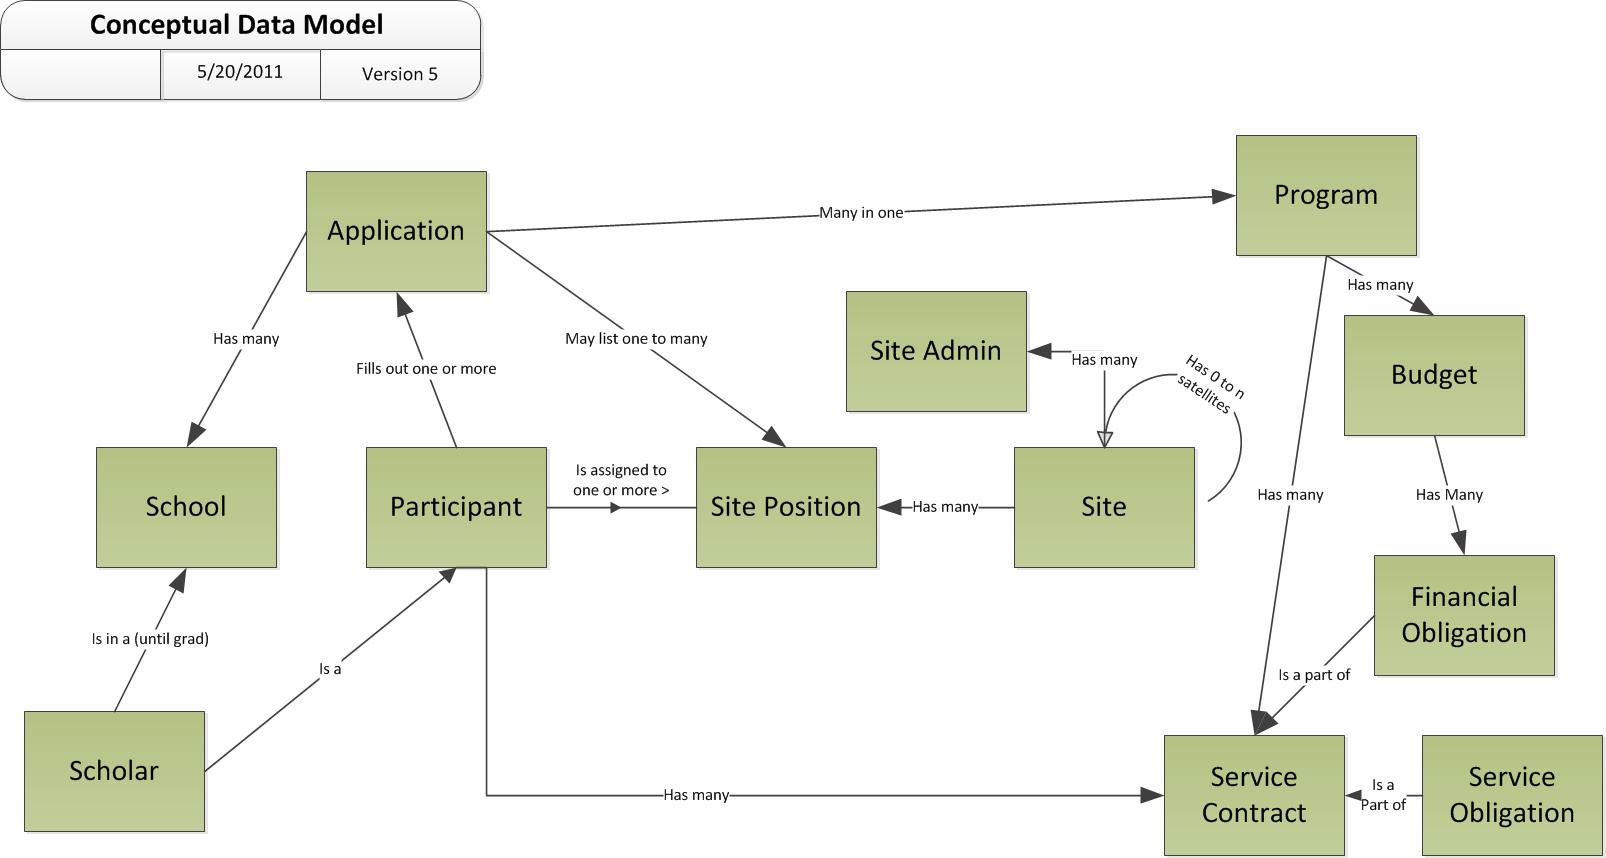 Conceptual Data Model
5/20/2011
Version 5
Program
Application
Many in one
Has many
Site Admin
Has many
May list one to many
Has many
Fills out one or more
Has 0 to n
satellites
Budget
School
Participant
Is assigned to
one or more >
Site Position
Has many
Site
Has many
Has Many
Financial
Obligation
Is in a (until grad)
Is a
Is a part of
Scholar
Has many
Service
Contract
Is a
Part of
Service
Obligation